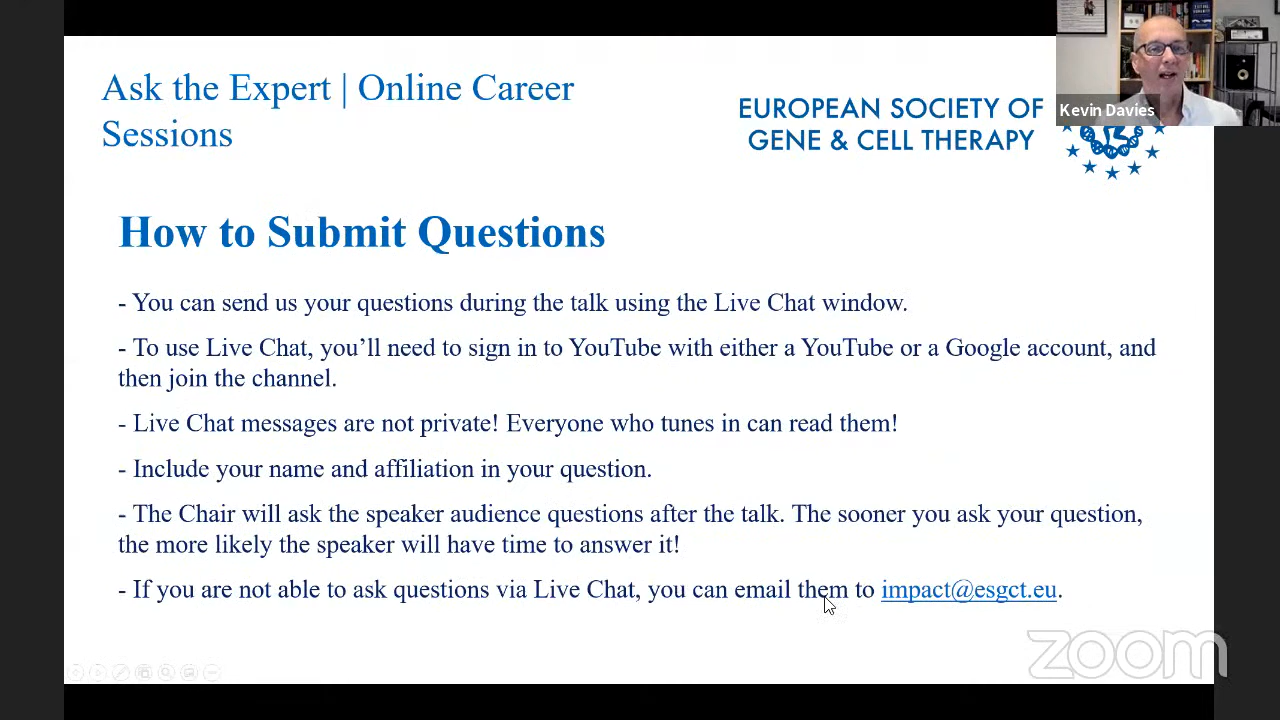 Ask the Expert | Online Career
Sessions
EUROPEAN SOCIETY OF
GENE & CELL THERAPY
Kevin Davies
How to Submit Questions
- You can send us your questions during the talk using the Live Chat window.
- To use Live Chat, you’ll need to sign in to YouTube with either a YouTube or a Google account, and
then join the channel.
- Live Chat messages are not private! Everyone who tunes in can read them!
- Include your name and affiliation in your question.
- The Chair will ask the speaker audience questions after the talk. The sooner you ask your question,
the more likely the speaker will have time to answer it!
- If you are not able to ask questions via Live Chat, you can email them to impact@esgct.eu.
zoom